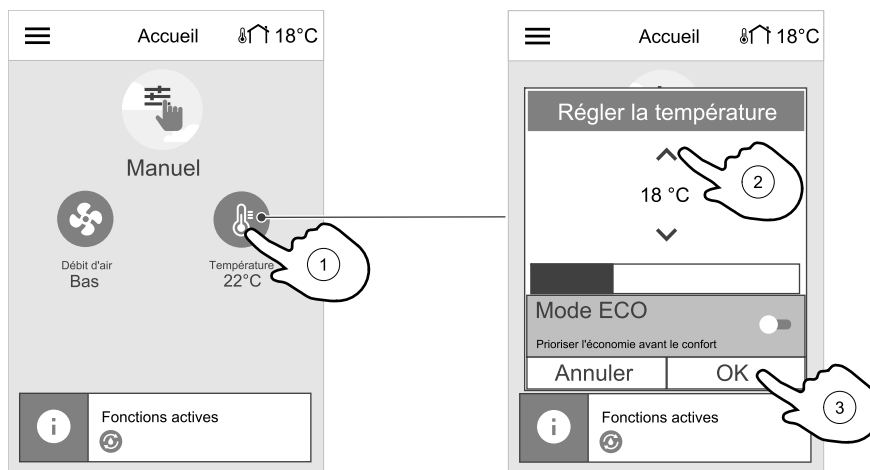 Accueil
18°C
Manuel
Débit d'air
Bas
Température
22°C
1
i
Fonctions actives
Accueil
18°C
Régler la température
2
18 °C
Mode ECO
Prioriser l'économie avant le confort
Annuler
OK
3
i
Fonctions actives